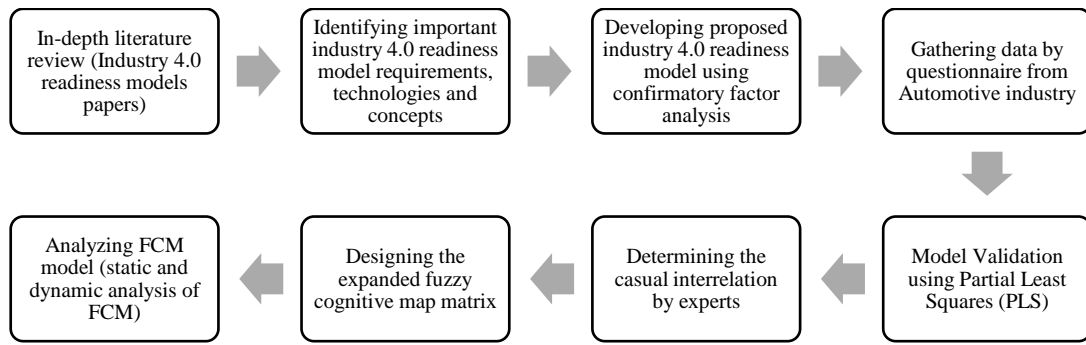 In-depth literature
review (Industry 4.0
readiness models
papers)
Identifying important
industry 4.0 readiness
model requirements,
technologies and
concepts
Developing proposed
industry 4.0 readiness
model using
confirmatory factor
analysis
Gathering data by
questionnaire from
Automotive industry
Model Validation
using Partial Least
Squares (PLS)
Determining the
casual interrelation
by experts
Designing the
expanded fuzzy
cognitive map matrix
Analyzing FCM
model (static and
dynamic analysis of
FCM)